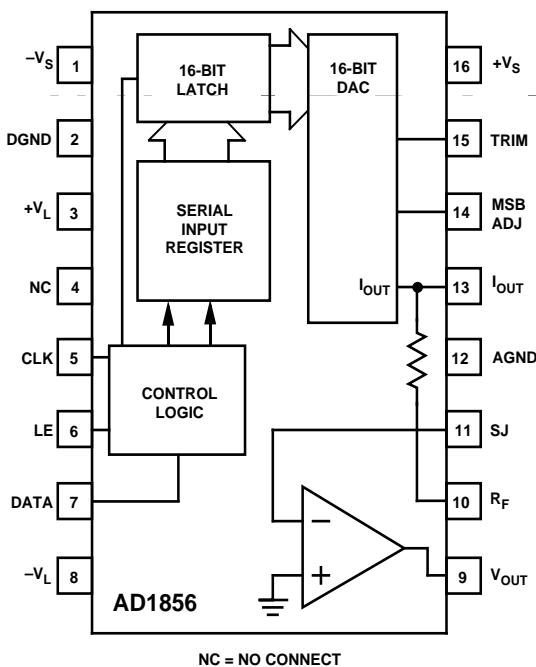 –VS 1
DGND 2
+VL 3
NC 4
CLK 5
LE 6
DATA 7
–VL 8
16-BIT
LATCH
SERIAL
INPUT
REGISTER
CONTROL
LOGIC
16-BIT
DAC
IOUT
16 +VS
15 TRIM
14 MSB
ADJ
13 IOUT
12 AGND
11 SJ
10 RF
9 VOUT
–
+
AD1856
NC = NO CONNECT